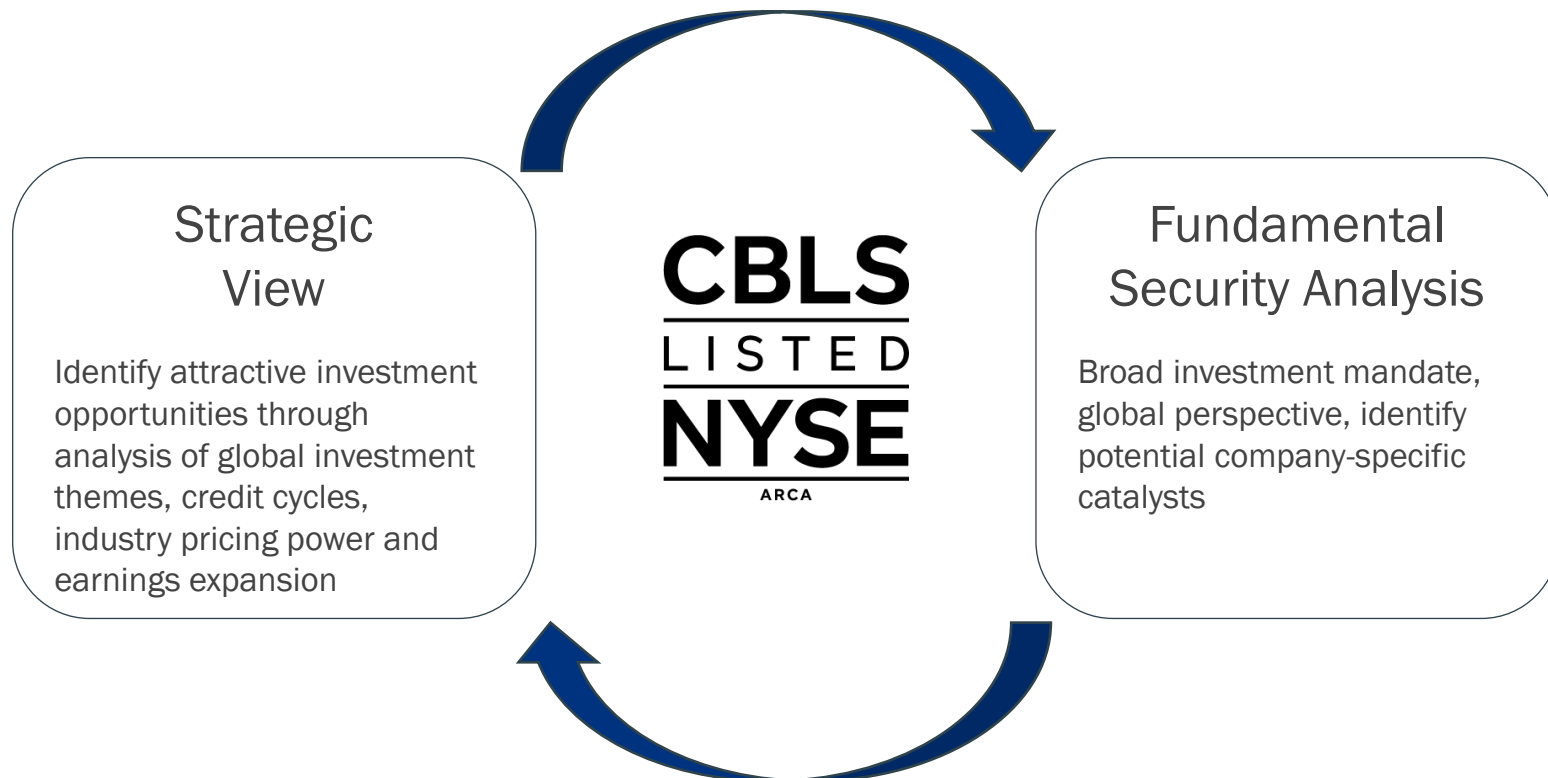 Strategic
View
Identify attractive investment
opportunities through
analysis of global investment
themes, credit cycles,
industry pricing power and
earnings expansion
CBLS
LISTED
NYSE
ARCA
Fundamental
Security Analysis
Broad investment mandate,
global perspective, identify
potential company-specific
catalysts